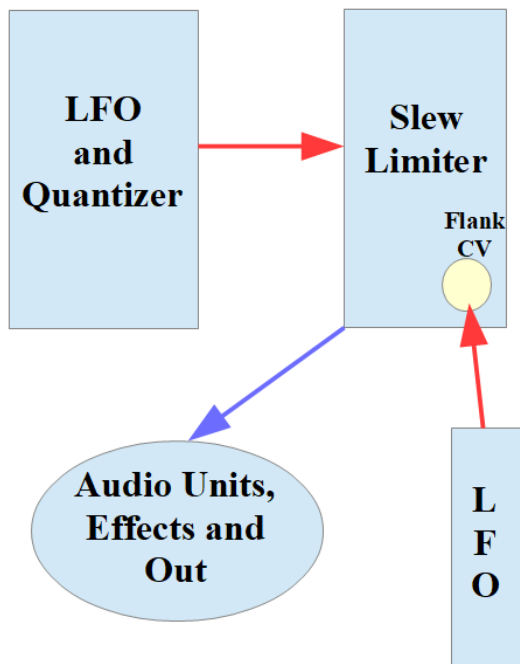 LFO
and
Quantizer
Slew
Limiter
Flank
CV
Audio Units,
Effects and
Out
L
F
O